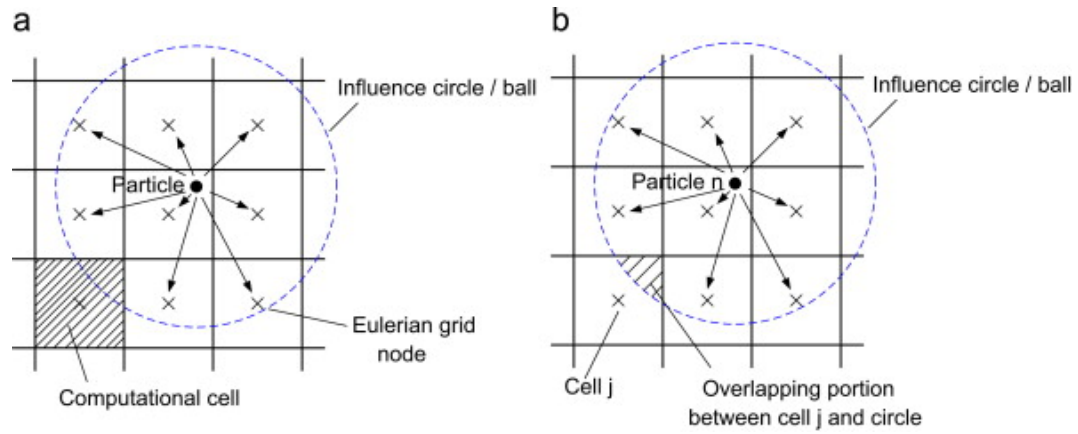 a
Influence circle / ball
Particle
Eulerian grid
node
Computational cell
b
Influence circle / ball
Particle n
Cell j
Overlapping portion
between cell j and circle